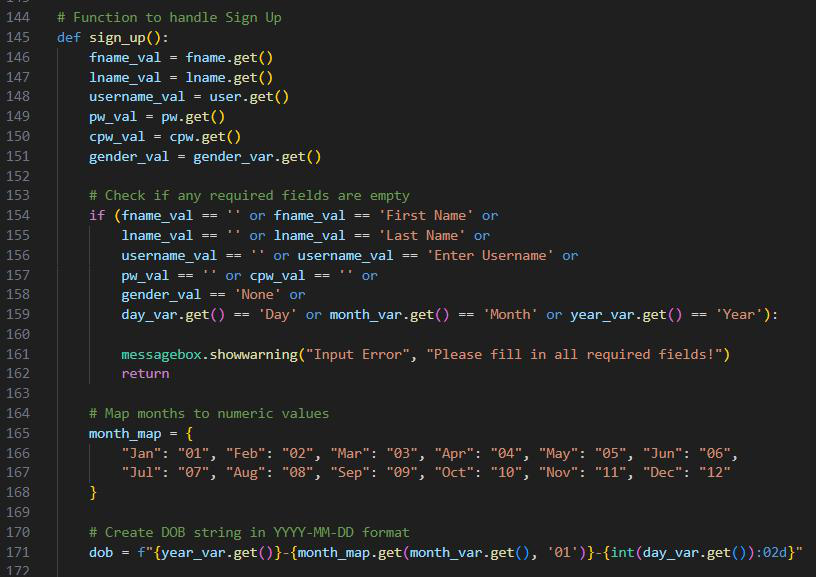 144 # Function to handle Sign Up
145 def sign_up():
146     fname_val = fname.get()
147     lname_val = lname.get()
148     username_val = user.get()
149     pw_val = pw.get()
150     cpw_val = cpw.get()
151     gender_val = gender_var.get()
152
153     # Check if any required fields are empty
154     if (fname_val == '' or fname_val == 'First Name' or
155         lname_val == '' or lname_val == 'Last Name' or
156         username_val == '' or username_val == 'Enter Username' or
157         pw_val == '' or cpw_val == '' or
158         gender_val == 'None' or
159         day_var.get() == 'Day' or month_var.get() == 'Month' or year_var.get() == 'Year'):
160
161         messagebox.showwarning("Input Error", "Please fill in all required fields!")
162         return
163
164     # Map months to numeric values
165     month_map = {
166         "Jan": "01", "Feb": "02", "Mar": "03", "Apr": "04", "May": "05", "Jun": "06",
167         "Jul": "07", "Aug": "08", "Sep": "09", "Oct": "10", "Nov": "11", "Dec": "12"
168     }
169
170     # Create DOB string in YYYY-MM-DD format
171     dob = f"{year_var.get()}-{month_map.get(month_var.get(), '01')}-{int(day_var.get()):02d}"
172